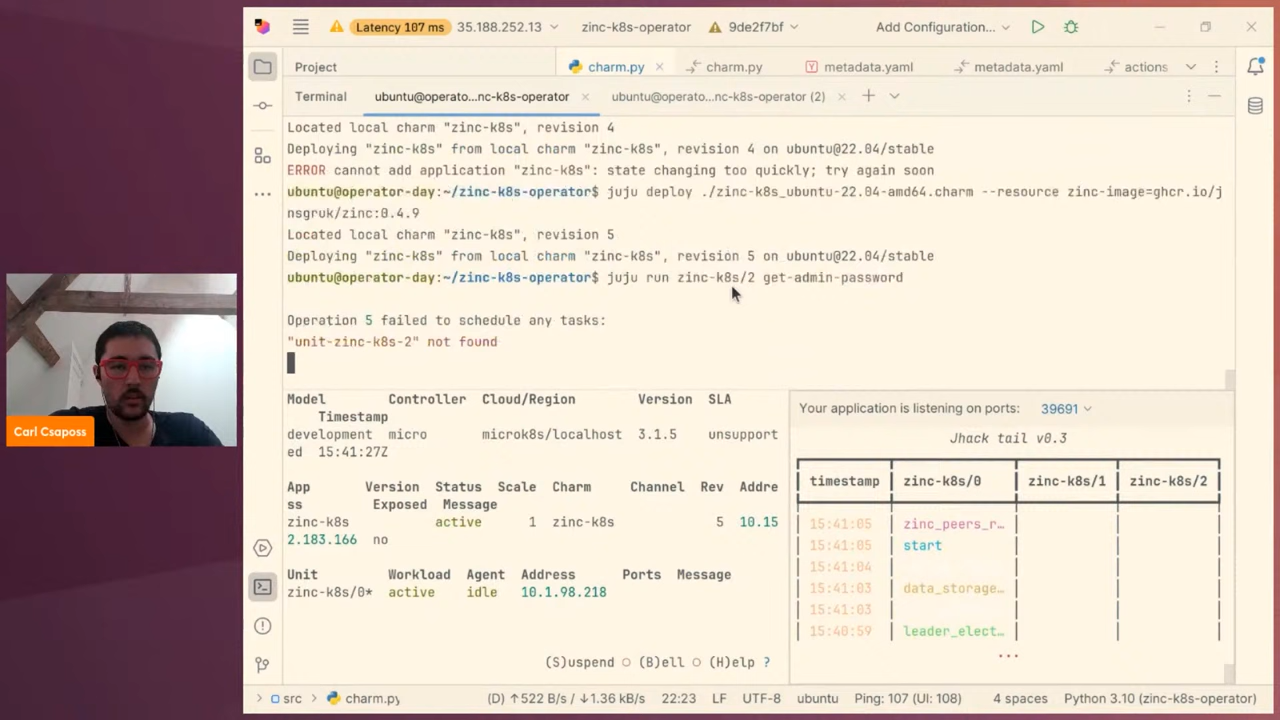 Latency 107 ms 35.188.252.13 zinc-k8s-operator 9de2f7bf Add Configuration...
Project charm.py charm.py metadata.yaml metadata.yaml actions
Terminal ubuntu@operato...nc-k8s-operator ubuntu@operato...nc-k8s-operator (2)
Located local charm "zinc-k8s", revision 4
Deploying "zinc-k8s" from local charm "zinc-k8s", revision 4 on ubuntu@22.04/stable
ERROR cannot add application "zinc-k8s": state changing too quickly; try again soon
ubuntu@operator-day:~/zinc-k8s-operator$ juju deploy ./zinc-k8s_ubuntu-22.04-amd64.charm --resource zinc-image=ghcr.io/j
nsgruk/zinc:0.4.9
Located local charm "zinc-k8s", revision 5
Deploying "zinc-k8s" from local charm "zinc-k8s", revision 5 on ubuntu@22.04/stable
ubuntu@operator-day:~/zinc-k8s-operator$ juju run zinc-k8s/2 get-admin-password
Operation 5 failed to schedule any tasks:
"unit-zinc-k8s-2" not found
Model Controller Cloud/Region Version SLA
Timestamp
development micro microk8s/localhost 3.1.5 unsupport
ed 15:41:27Z
App Version Status Scale Charm Channel Rev Addre
ss Exposed Message
zinc-k8s active 1 zinc-k8s 5 10.15
2.183.166 no
Unit Workload Agent Address Ports Message
zinc-k8s/0* active idle 10.1.98.218
(S)uspend (B)ell (H)elp ?
Your application is listening on ports: 39691
Jhack tail v0.3
timestamp zinc-k8s/0 zinc-k8s/1 zinc-k8s/2
15:41:05 zinc_peers_r…
15:41:05 start
15:41:04
15:41:03 data_storage…
15:41:03
15:40:59 leader_elect…
...
Carl Csaposs
src charm.py (D) ↑522 B/s / ↓1.36 kB/s 22:23 LF UTF-8 ubuntu Ping: 107 (UI: 108) 4 spaces Python 3.10 (zinc-k8s-operator)